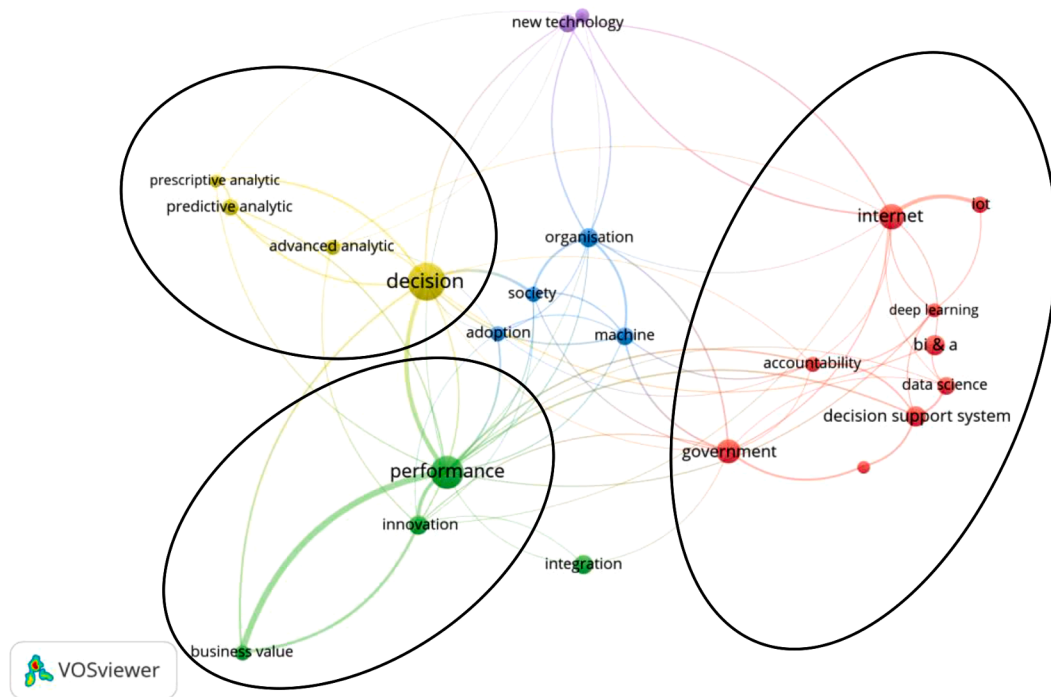 new technology
prescriptive analytic
predictive analytic
advanced analytic
decision
organisation
society
adoption
machine
internet
iot
deep learning
bi & a
accountability
data science
decision support system
government
performance
innovation
integration
business value
VOSviewer